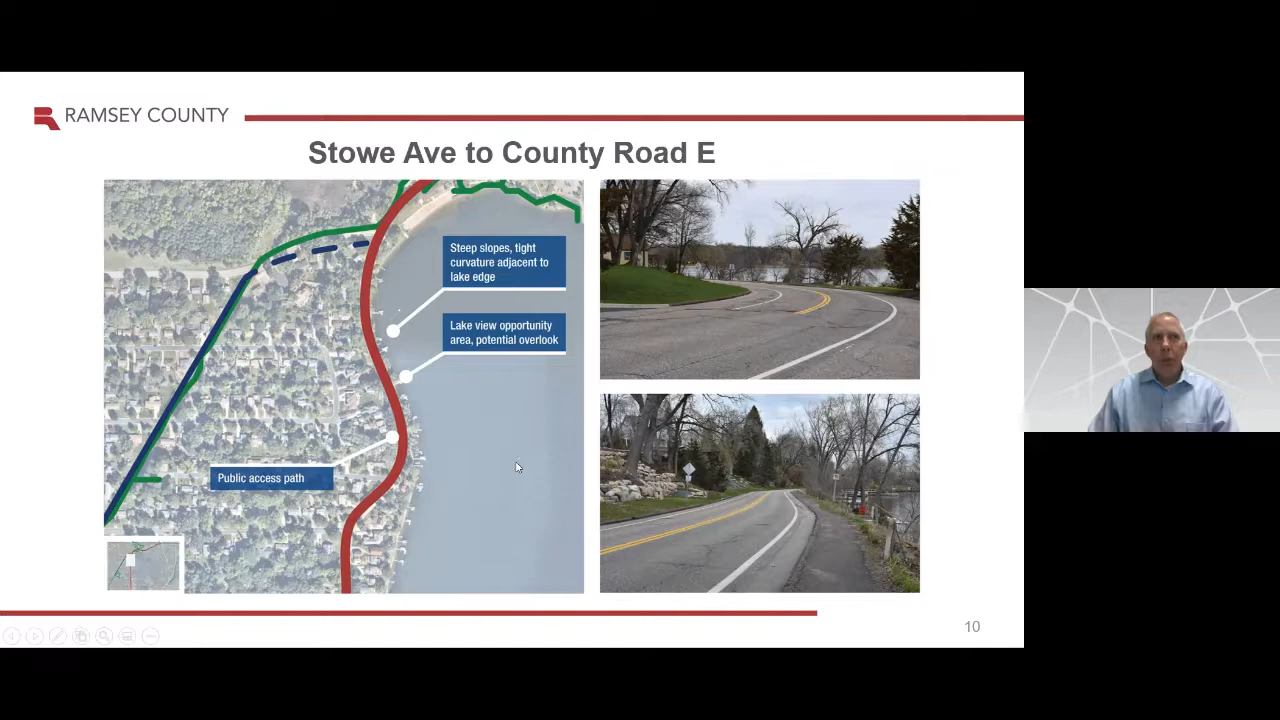 RAMSEY COUNTY
Stowe Ave to County Road E
Steep slopes, tight
curvature adjacent to
lake edge
Lake view opportunity
area, potential overlook
Public access path
10